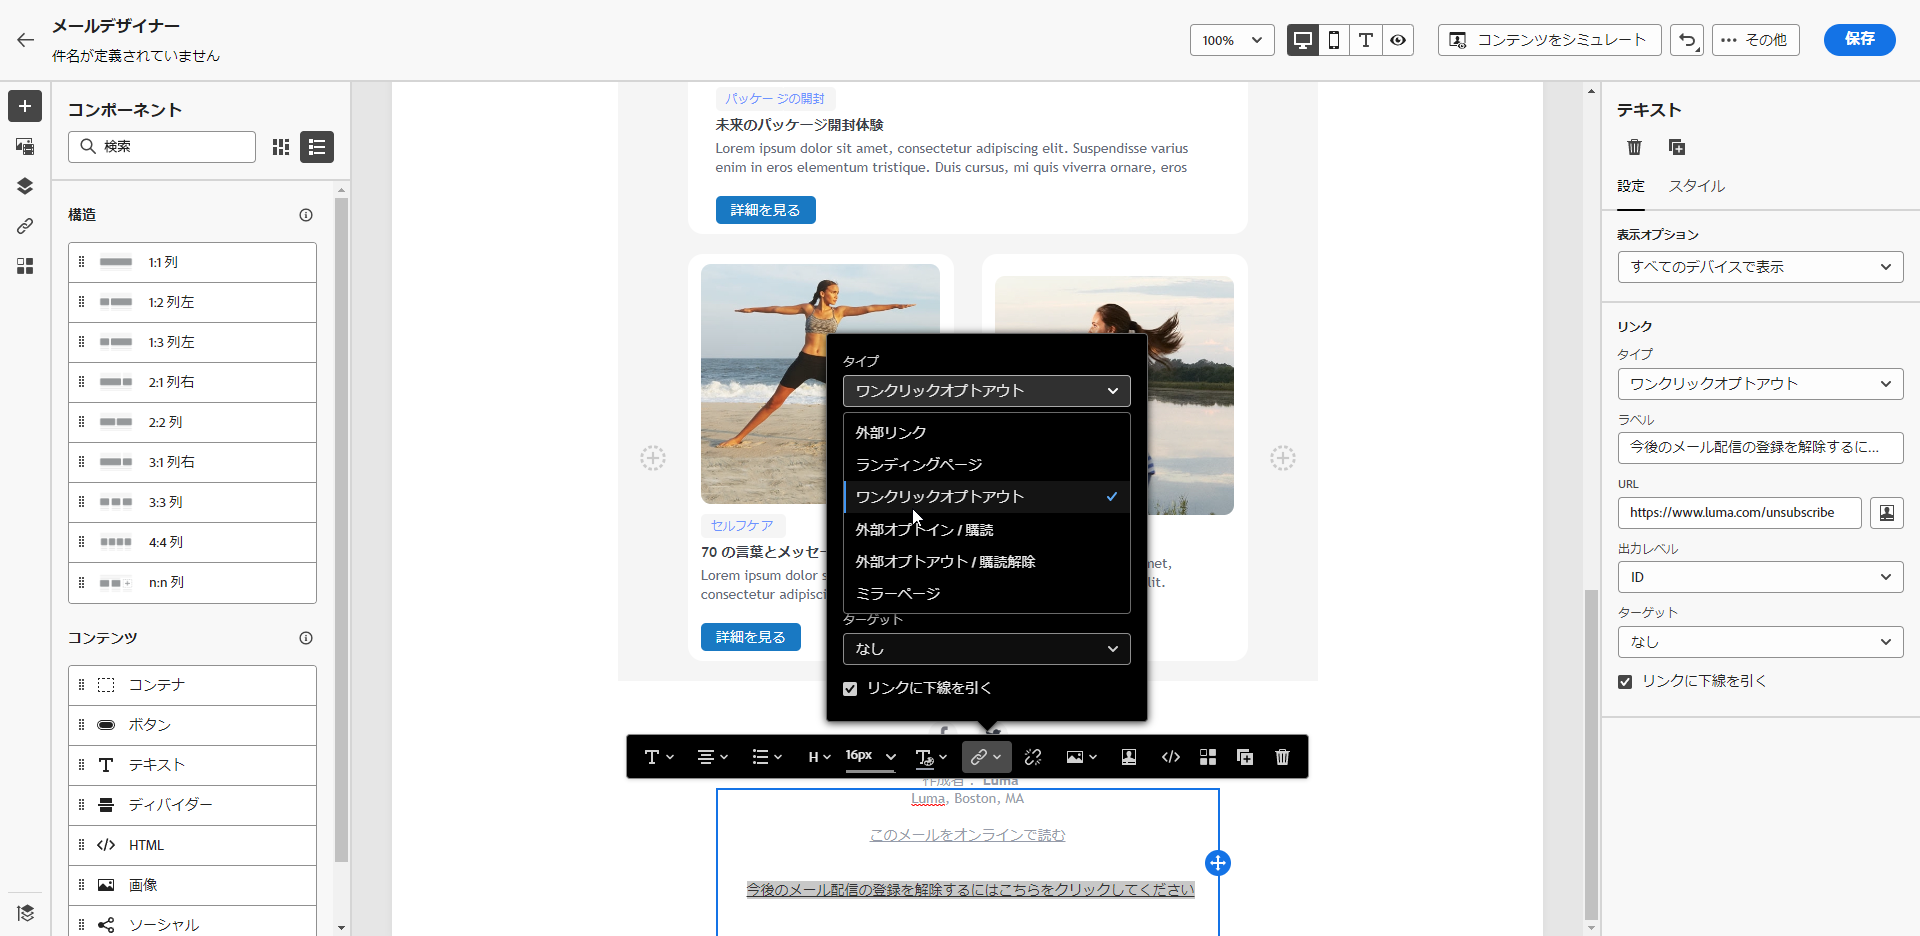 メールデザイナー
件名が定義されていません
100%
コンテンツをシミュレート
その他
保存
コンポーネント
検索
構造
1:1 列
1:2 列左
1:3 列左
2:1 列右
2:2 列
3:1 列右
3:3 列
4:4 列
n:n 列
コンテンツ
コンテナ
ボタン
テキスト
ディバイダー
HTML
画像
ソーシャル
パッケージの開封
未来のパッケージ開封体験
Lorem ipsum dolor sit amet, consectetur adipiscing elit. Suspendisse varius
enim in eros elementum tristique. Duis cursus, mi quis viverra ornare, eros
詳細を見る
セルフケア
70 の言葉とメッセー
Lorem ipsum dolor s
consectetur adipisci
詳細を見る
met,
lit.
タイプ
ワンクリックオプトアウト
外部リンク
ランディングページ
ワンクリックオプトアウト
外部オプトイン / 購読
外部オプトアウト / 購読解除
ミラーページ
ターゲット
なし
リンクに下線を引く
H
16px
作成者： Luma
Luma, Boston, MA
このメールをオンラインで読む
今後のメール配信の登録を解除するにはこちらをクリックしてください
テキスト
設定
スタイル
表示オプション
すべてのデバイスで表示
リンク
タイプ
ワンクリックオプトアウト
ラベル
今後のメール配信の登録を解除するに...
URL
https://www.luma.com/unsubscribe
出力レベル
ID
ターゲット
なし
リンクに下線を引く